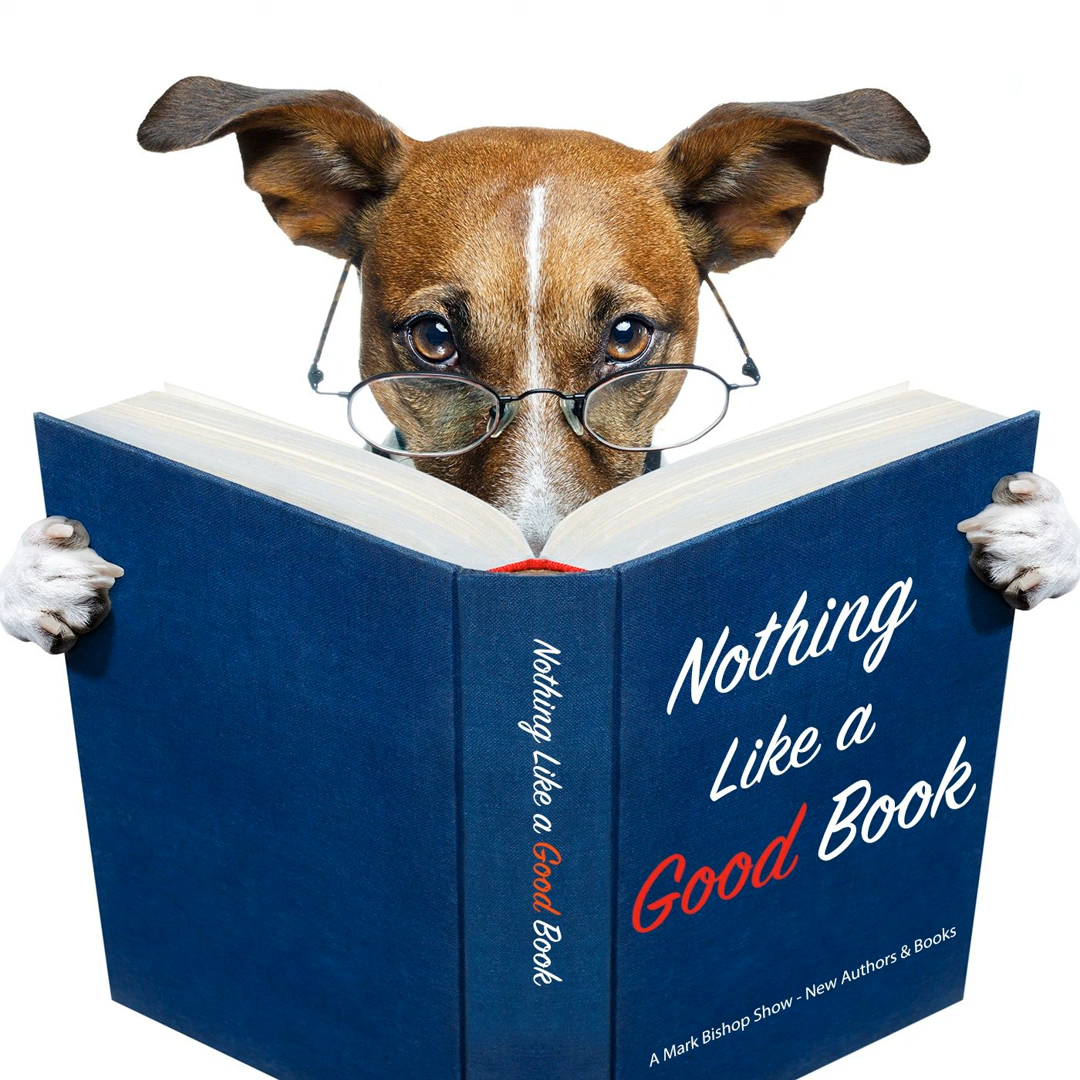 Nothing Like a Good Book
Nothing
Like a
Good Book
A Mark Bishop Show - New Authors & Books